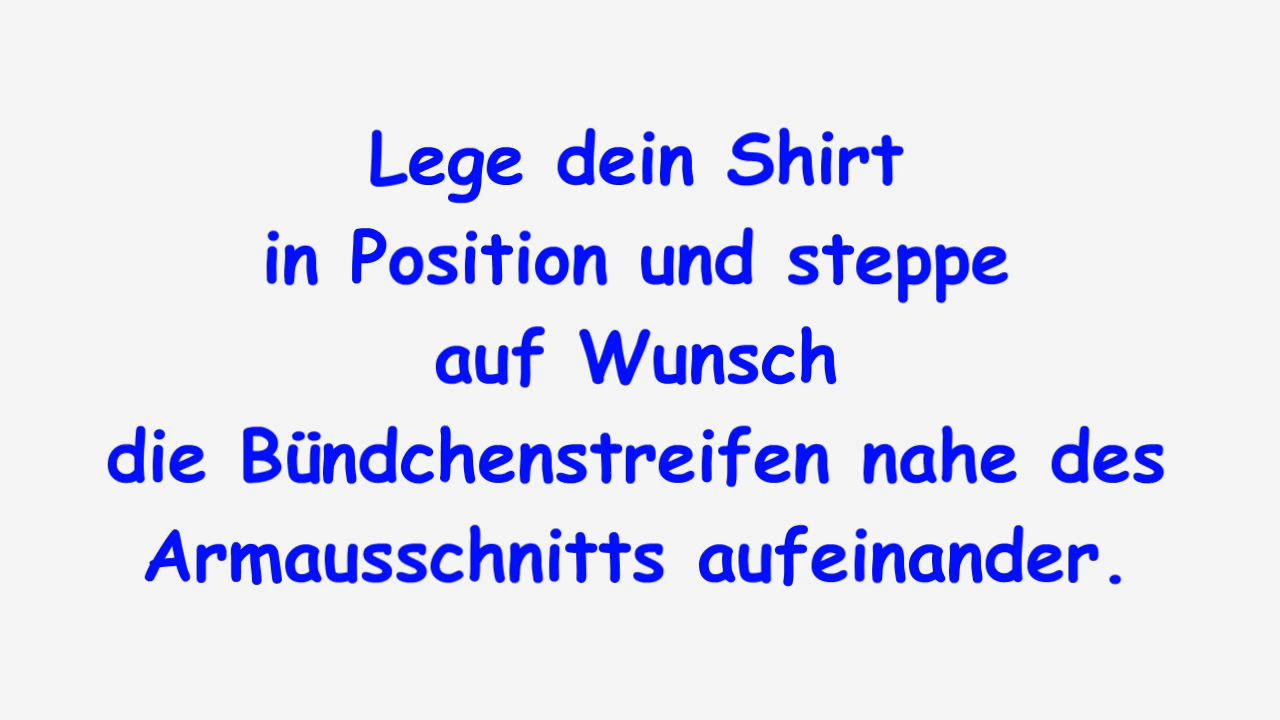 Lege dein Shirt
in Position und steppe
auf Wunsch
die Bündchenstreifen nahe des
Armausschnitts aufeinander.